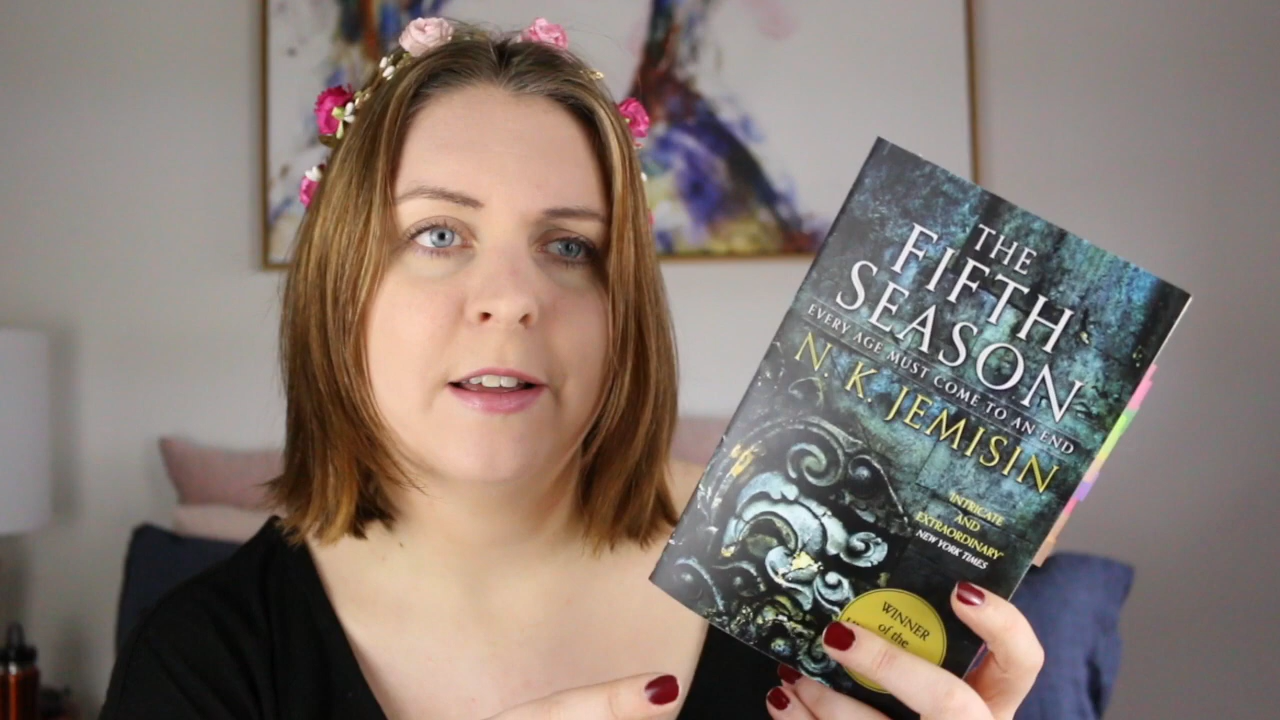 THE
FIFTH
SEASON
EVERY AGE MUST COME TO AN END
N. K. JEMISIN
'INTRICATE
AND
EXTRAORDINARY'
NEW YORK TIMES
WINNER
of the